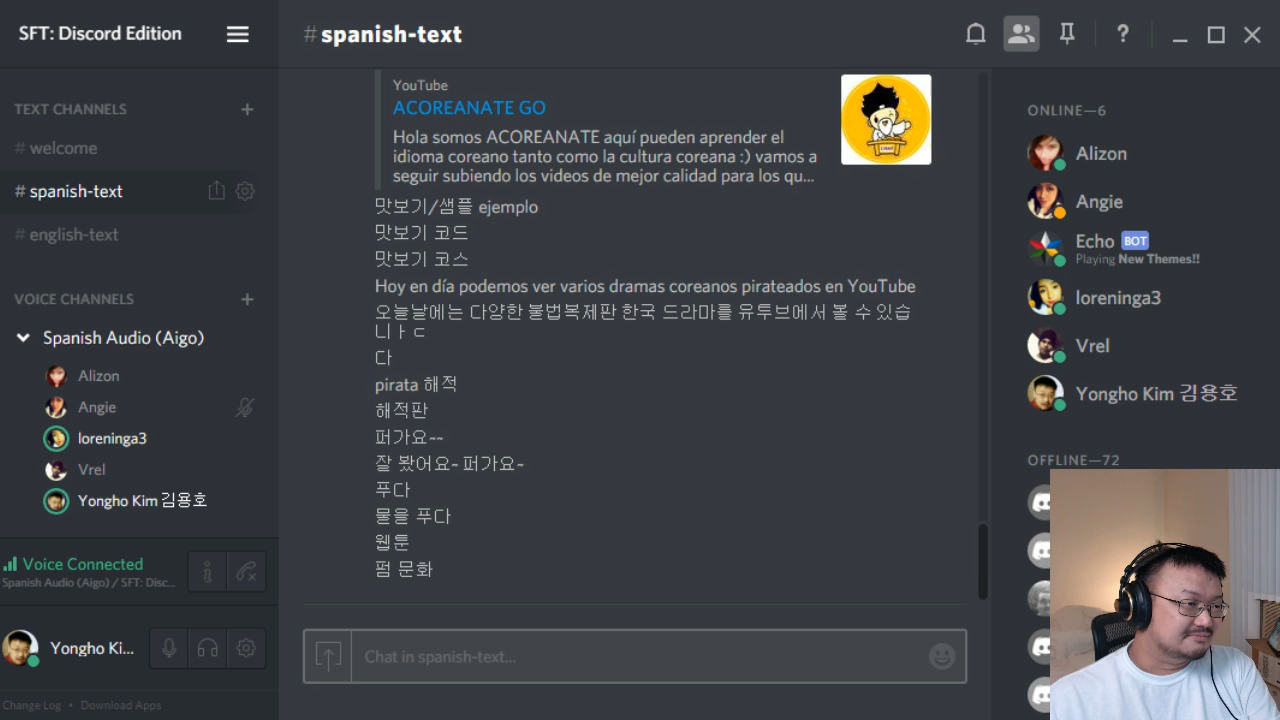 SFT: Discord Edition
TEXT CHANNELS
# welcome
# spanish-text
# english-text
VOICE CHANNELS
Spanish Audio (Aigo)
Alizon
Angie
loreninga3
Vrel
Yongho Kim 김용호
Voice Connected
Spanish Audio (Aigo) / SFT: Disc...
Yongho Ki...
Change Log • Download Apps
# spanish-text
YouTube
ACOREANATE GO
Hola somos ACOREANATE aquí pueden aprender el
idioma coreano tanto como la cultura coreana :) vamos a
seguir subiendo los videos de mejor calidad para los qu...
맛보기/샘플 ejemplo
맛보기 코드
맛보기 코스
Hoy en día podemos ver varios dramas coreanos pirateados en YouTube
오늘날에는 다양한 불법복제판 한국 드라마를 유투브에서 볼 수 있습
니ㅏㄷ
다
pirata 해적
해적판
퍼가요~~
잘 봤어요~ 퍼가요~
푸다
물을 푸다
웹툰
펌 문화
Chat in spanish-text...
?
ONLINE—6
Alizon
Angie
Echo BOT
Playing New Themes!!
loreninga3
Vrel
Yongho Kim 김용호
OFFLINE—72